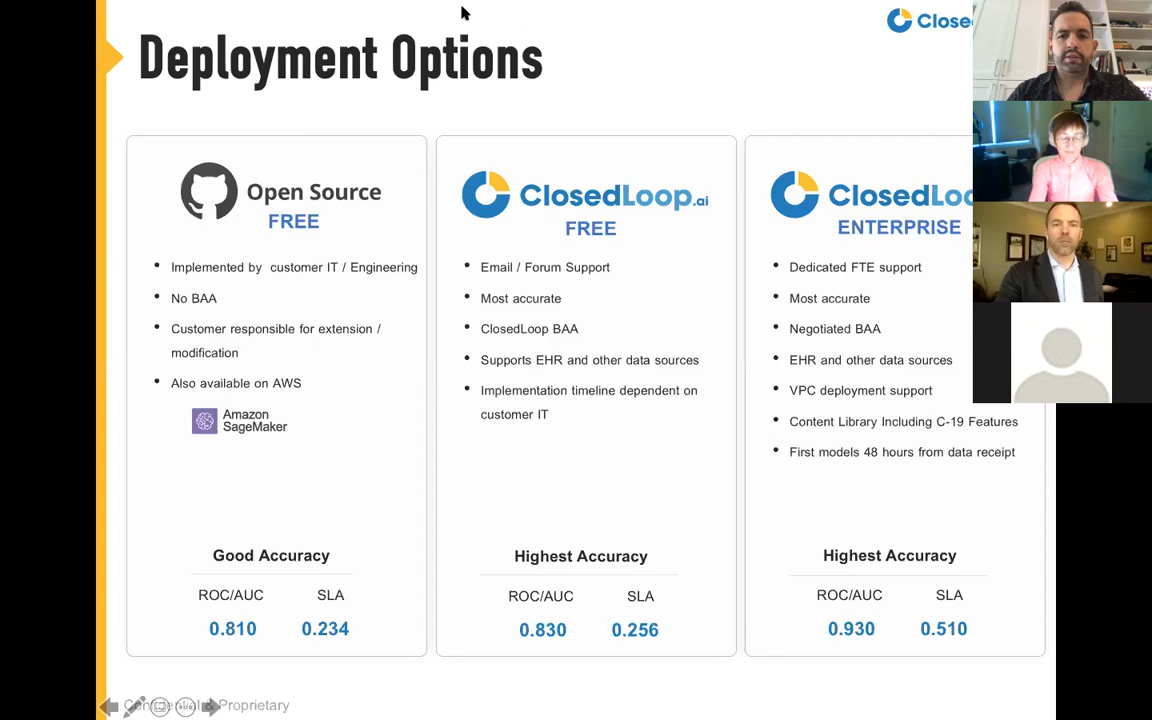 Deployment Options
Close
Open Source
FREE
Implemented by customer IT / Engineering
No BAA
Customer responsible for extension /
modification
Also available on AWS
Amazon
SageMaker
Good Accuracy
ROC/AUC SLA
0.810 0.234
ClosedLoop.ai
FREE
Email / Forum Support
Most accurate
ClosedLoop BAA
Supports EHR and other data sources
Implementation timeline dependent on
customer IT
Highest Accuracy
ROC/AUC SLA
0.830 0.256
ClosedLoo
ENTERPRISE
Dedicated FTE support
Most accurate
Negotiated BAA
EHR and other data sources
VPC deployment support
Content Library Including C-19 Features
First models 48 hours from data receipt
Highest Accuracy
ROC/AUC SLA
0.930 0.510
Confidential & Proprietary